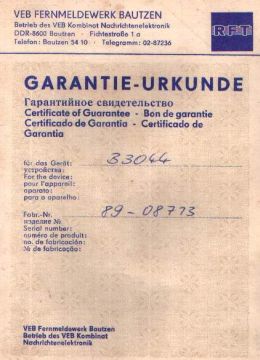 VEB FERNMELDEWERK BAUTZEN
Betrieb des VEB Kombinat Nachrichtenelektronik
DDR-8600 Bautzen · Fichtestraße 1a
Telefon: Bautzen 54 10 · Telegramm: 02-87236
RFT
GARANTIE-URKUNDE
Гарантийное свидетельство
Certificate of Guarantee - Bon de garantie
Certificado de Garantia - Certificado de
Garantia
für das Gerät: 33044
устройства:
For the device:
pour l'appareil:
aparato:
para o aparelho:
Fabr.-Nr. 89-08773
изделие №
Serial number:
numéro de produit:
no. de fabricación:
№ de fabricação:
VEB Fernmeldewerk Bautzen
Betrieb des VEB Kombinat
Nachrichtenelektronik